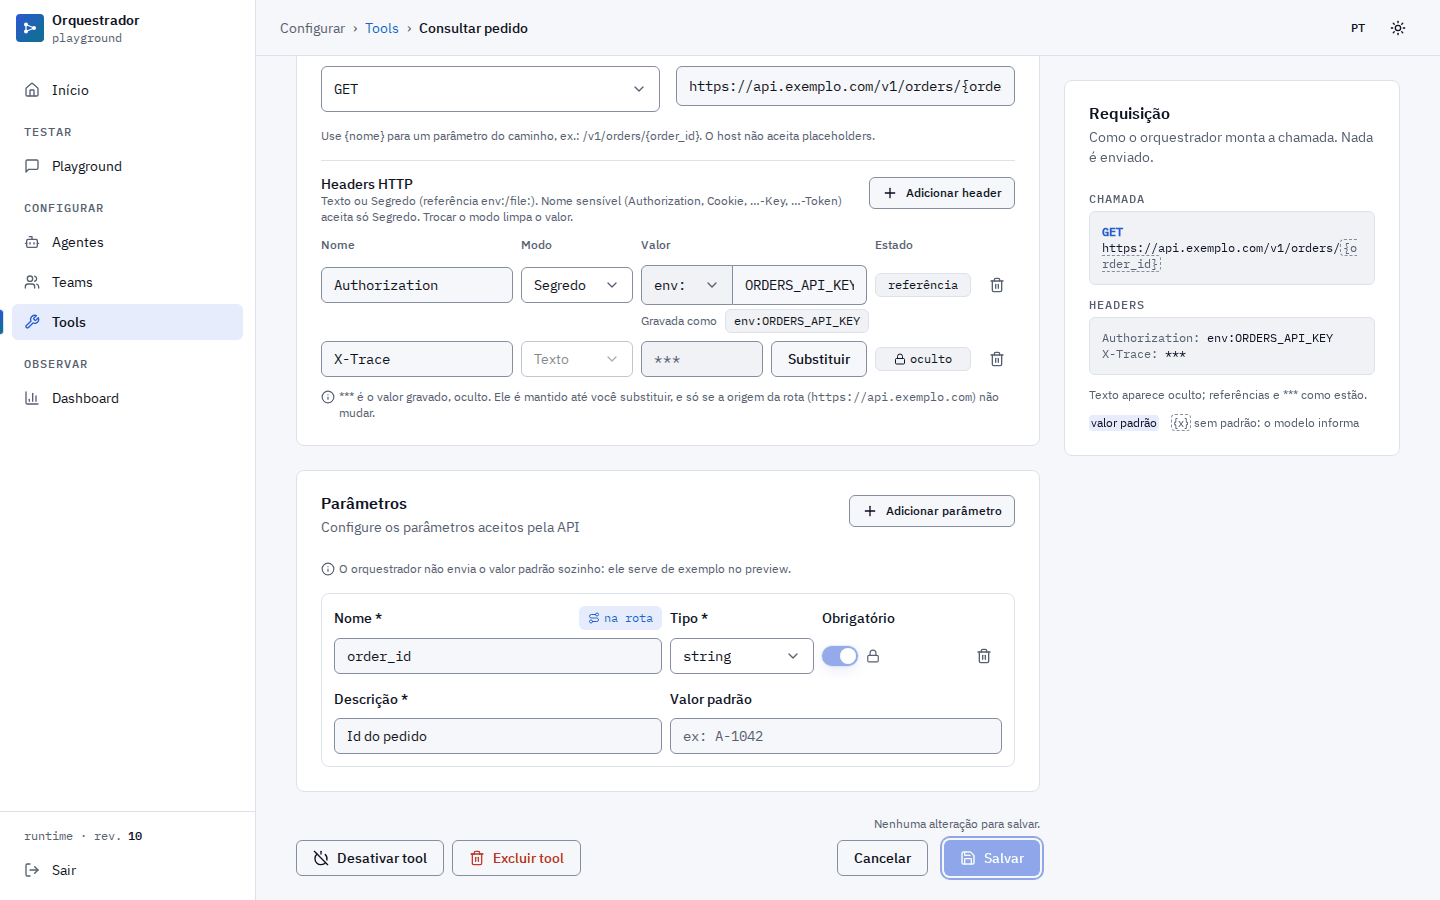 Orquestrador
playground
Início
TESTAR
Playground
CONFIGURAR
Agentes
Teams
Tools
OBSERVAR
Dashboard
runtime · rev. 10
Sair
Configurar › Tools › Consultar pedido
PT
GET
https://api.exemplo.com/v1/orders/{orde
Use {nome} para um parâmetro do caminho, ex.: /v1/orders/{order_id}. O host não aceita placeholders.
Headers HTTP
Texto ou Segredo (referência env:/file:). Nome sensível (Authorization, Cookie, …-Key, …-Token)
aceita só Segredo. Trocar o modo limpa o valor.
Adicionar header
Nome Modo Valor Estado
Authorization Segredo env: ORDERS_API_KEY referência
Gravada como env:ORDERS_API_KEY
X-Trace Texto *** Substituir oculto
*** é o valor gravado, oculto. Ele é mantido até você substituir, e só se a origem da rota (https://api.exemplo.com) não
mudar.
Parâmetros
Configure os parâmetros aceitos pela API
Adicionar parâmetro
O orquestrador não envia o valor padrão sozinho: ele serve de exemplo no preview.
Nome * na rota Tipo * Obrigatório
order_id string
Descrição * Valor padrão
Id do pedido ex: A-1042
Nenhuma alteração para salvar.
Desativar tool Excluir tool Cancelar Salvar
Requisição
Como o orquestrador monta a chamada. Nada
é enviado.
CHAMADA
GET
https://api.exemplo.com/v1/orders/{o
rder_id}
HEADERS
Authorization: env:ORDERS_API_KEY
X-Trace: ***
Texto aparece oculto; referências e *** como estão.
valor padrão {x} sem padrão: o modelo informa